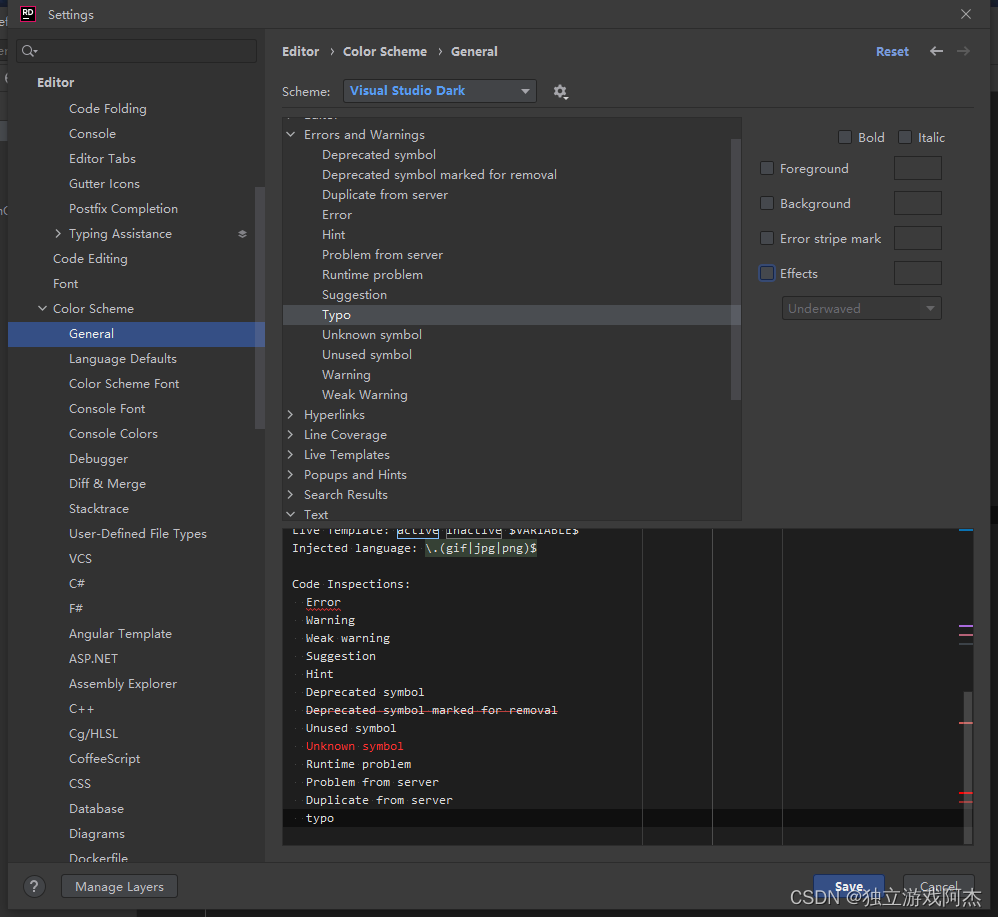 RD Settings
Editor
Code Folding
Console
Editor Tabs
Gutter Icons
Postfix Completion
Typing Assistance
Code Editing
Font
Color Scheme
General
Language Defaults
Color Scheme Font
Console Font
Console Colors
Debugger
Diff & Merge
Stacktrace
User-Defined File Types
VCS
C#
F#
Angular Template
ASP.NET
Assembly Explorer
C++
Cg/HLSL
CoffeeScript
CSS
Database
Diagrams
Dockerfile
Editor › Color Scheme › General
Reset
Scheme: Visual Studio Dark
Errors and Warnings
Deprecated symbol
Deprecated symbol marked for removal
Duplicate from server
Error
Hint
Problem from server
Runtime problem
Suggestion
Typo
Unknown symbol
Unused symbol
Warning
Weak Warning
Hyperlinks
Line Coverage
Live Templates
Popups and Hints
Search Results
Text
Bold Italic
Foreground
Background
Error stripe mark
Effects
Underwaved
Live Template: active inactive $VARIABLE$
Injected language: \.(gif|jpg|png)$
Code Inspections:
Error
Warning
Weak warning
Suggestion
Hint
Deprecated symbol
Deprecated symbol marked for removal
Unused symbol
Unknown symbol
Runtime problem
Problem from server
Duplicate from server
typo
? Manage Layers
Save Cancel
CSDN @独立游戏阿杰